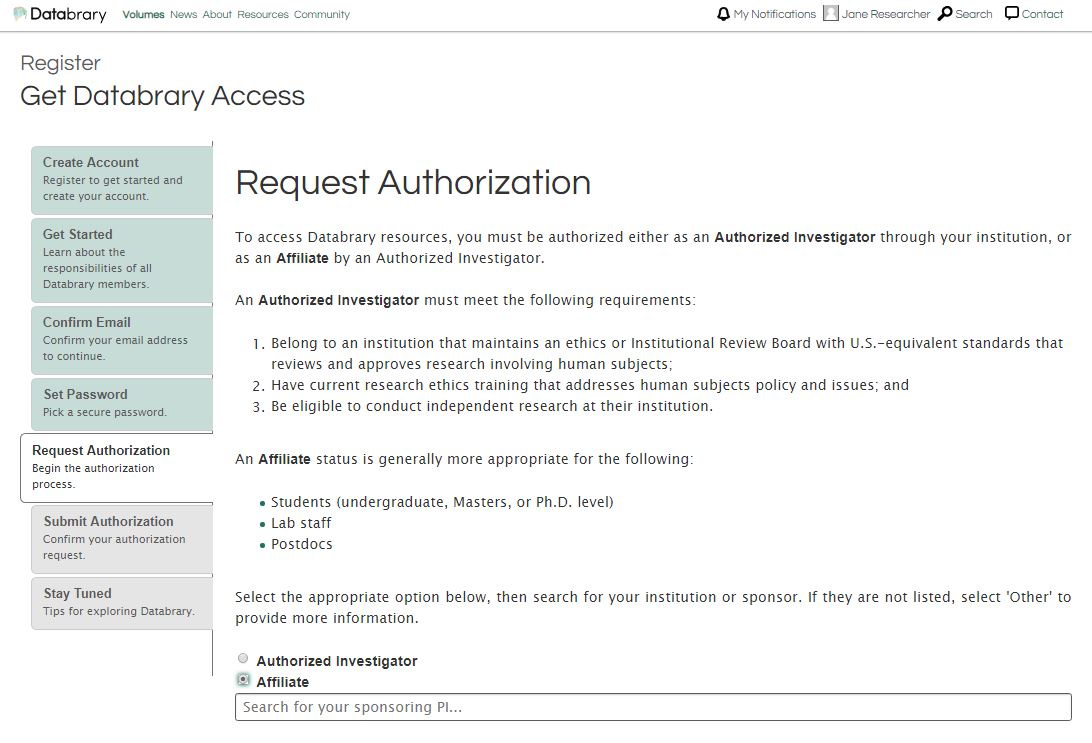 Databrary Volumes News About Resources Community My Notifications Jane Researcher Search Contact
Register
Get Databrary Access
Create Account
Register to get started and
create your account.
Get Started
Learn about the
responsibilities of all
Databrary members.
Confirm Email
Confirm your email address
to continue.
Set Password
Pick a secure password.
Request Authorization
Begin the authorization
process.
Submit Authorization
Confirm your authorization
request.
Stay Tuned
Tips for exploring Databrary.
Request Authorization
To access Databrary resources, you must be authorized either as an Authorized Investigator through your institution, or
as an Affiliate by an Authorized Investigator.
An Authorized Investigator must meet the following requirements:
1. Belong to an institution that maintains an ethics or Institutional Review Board with U.S.-equivalent standards that
reviews and approves research involving human subjects;
2. Have current research ethics training that addresses human subjects policy and issues; and
3. Be eligible to conduct independent research at their institution.
An Affiliate status is generally more appropriate for the following:
• Students (undergraduate, Masters, or Ph.D. level)
• Lab staff
• Postdocs
Select the appropriate option below, then search for your institution or sponsor. If they are not listed, select 'Other' to
provide more information.
Authorized Investigator
Affiliate
Search for your sponsoring PI...